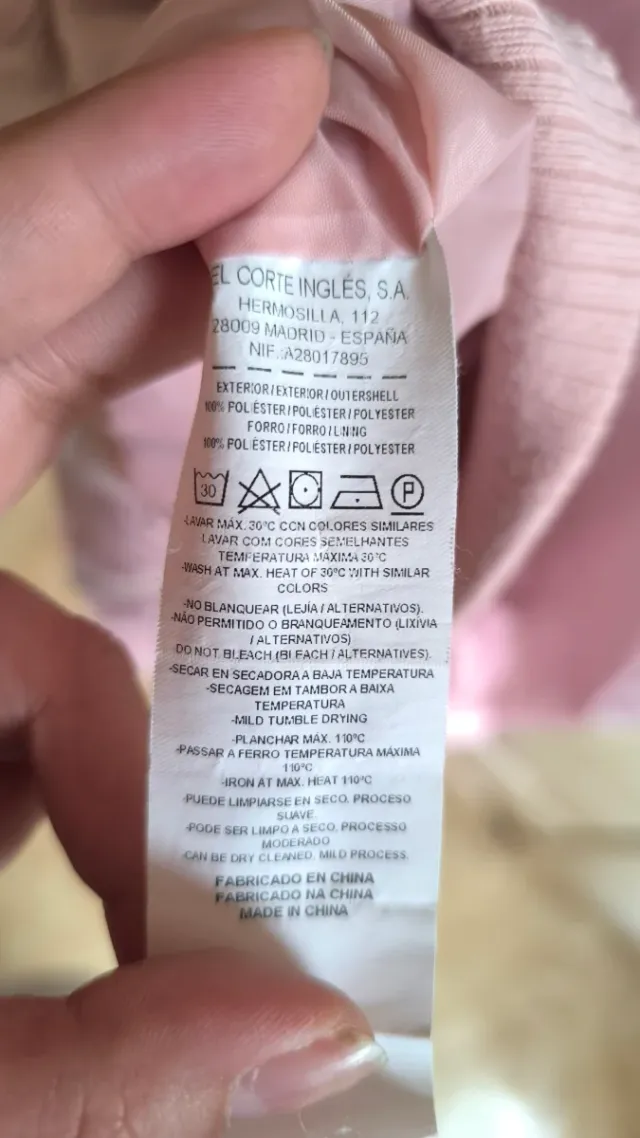 EL CORTE INGLÉS, S.A.
HERMOSILLA, 112
28009 MADRID - ESPAÑA
NIF.:A28017895
EXTERIOR/EXTERIOR/OUTERSHELL
100% POLIÉSTER/POLIÉSTER/POLYESTER
FORRO/FORRO/LINING
100% POLIÉSTER/POLIÉSTER/POLYESTER
30 P
-LAVAR MÁX. 30°C CON COLORES SIMILARES
LAVAR COM CORES SEMELHANTES
TEMPERATURA MÁXIMA 30°C
-WASH AT MAX. HEAT OF 30°C WITH SIMILAR
COLORS
-NO BLANQUEAR (LEJÍA / ALTERNATIVOS).
-NÃO PERMITIDO O BRANQUEAMENTO (LIXIVIA
/ ALTERNATIVOS)
DO NOT BLEACH (BLEACH / ALTERNATIVES).
-SECAR EN SECADORA A BAJA TEMPERATURA
-SECAGEM EM TAMBOR A BAIXA
TEMPERATURA
-MILD TUMBLE DRYING
-PLANCHAR MÁX. 110°C
-PASSAR A FERRO TEMPERATURA MÁXIMA
110°C
-IRON AT MAX. HEAT 110°C
-PUEDE LIMPIARSE EN SECO. PROCESO
SUAVE.
-PODE SER LIMPO A SECO. PROCESSO
MODERADO
-CAN BE DRY CLEANED. MILD PROCESS.
FABRICADO EN CHINA
FABRICADO NA CHINA
MADE IN CHINA